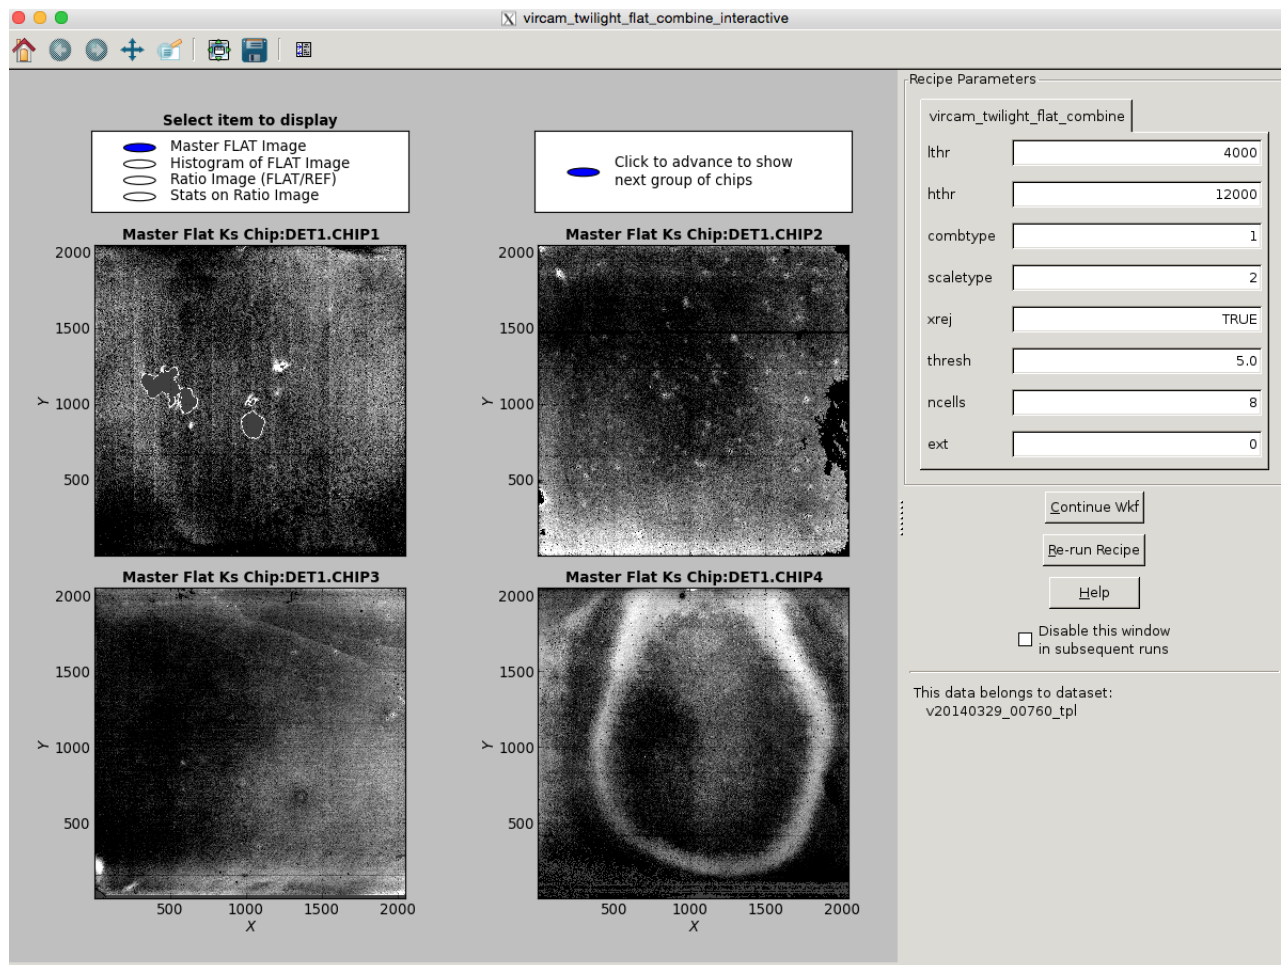 vircam_twilight_flat_combine_interactive
Select item to display
Master FLAT Image
Histogram of FLAT Image
Ratio Image (FLAT/REF)
Stats on Ratio Image
Click to advance to show
next group of chips
Master Flat Ks Chip:DET1.CHIP1
2000
1500
1000
500
Y
Master Flat Ks Chip:DET1.CHIP2
2000
1500
1000
500
Y
Master Flat Ks Chip:DET1.CHIP3
2000
1500
1000
500
Y
500 1000 1500 2000
X
Master Flat Ks Chip:DET1.CHIP4
2000
1500
1000
500
Y
500 1000 1500 2000
X
Recipe Parameters
vircam_twilight_flat_combine
lthr 4000
hthr 12000
combtype 1
scaletype 2
xrej TRUE
thresh 5.0
ncells 8
ext 0
Continue Wkf
Re-run Recipe
Help
Disable this window
in subsequent runs
This data belongs to dataset:
v20140329_00760_tpl